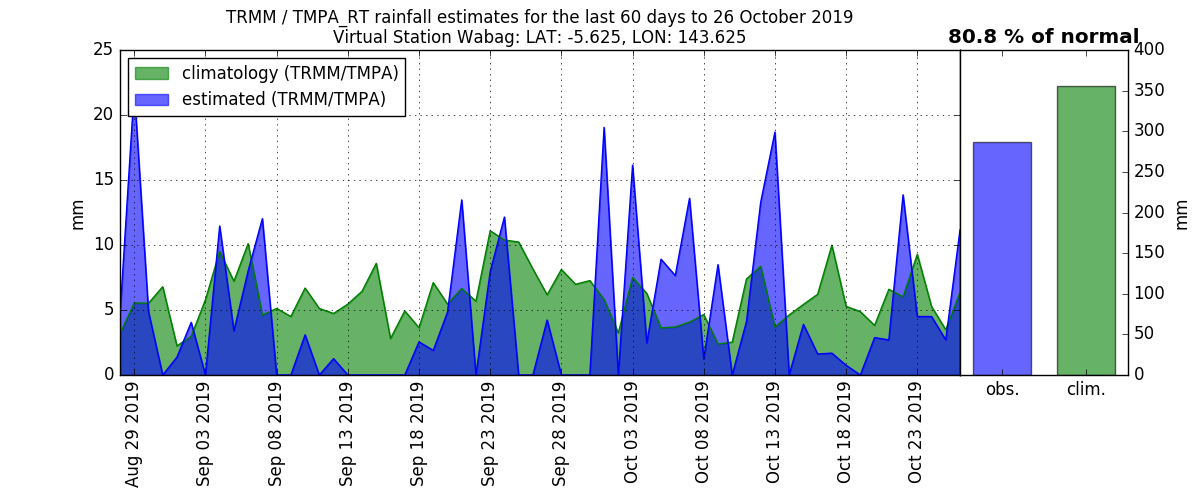 TRMM / TMPA_RT rainfall estimates for the last 60 days to 26 October 2019
Virtual Station Wabag: LAT: -5.625, LON: 143.625
80.8 % of normal
climatology (TRMM/TMPA)
estimated (TRMM/TMPA)
25
20
15
10
5
0
mm
Aug 29 2019
Sep 03 2019
Sep 08 2019
Sep 13 2019
Sep 18 2019
Sep 23 2019
Sep 28 2019
Oct 03 2019
Oct 08 2019
Oct 13 2019
Oct 18 2019
Oct 23 2019
obs.
clim.
400
350
300
250
200
150
100
50
0
mm